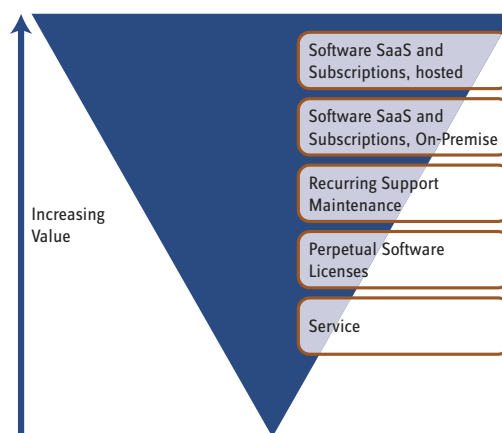 Software SaaS and
Subscriptions, hosted
Software SaaS and
Subscriptions, On-Premise
Recurring Support
Maintenance
Increasing
Value
Perpetual Software
Licenses
Service